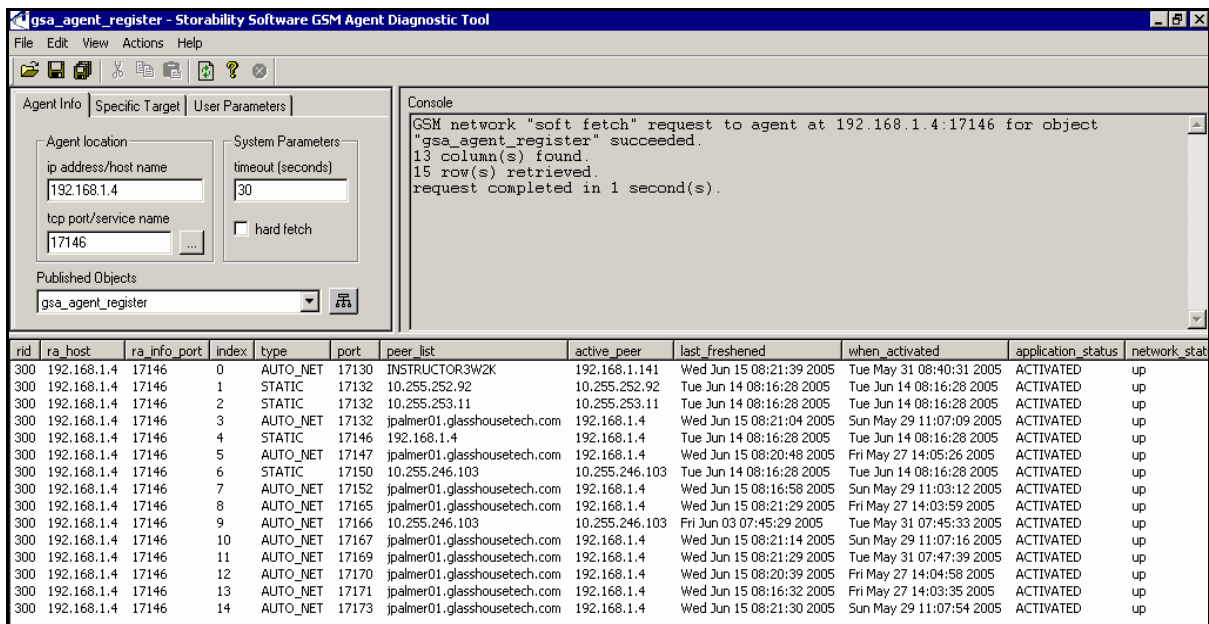 gsa_agent_register - Storability Software GSM Agent Diagnostic Tool
File Edit View Actions Help
Agent Info Specific Target User Parameters
Agent location
ip address/host name
192.168.1.4
tcp port/service name
17146
...
System Parameters
timeout (seconds)
30
hard fetch
Published Objects
gsa_agent_register
Console
GSM network "soft fetch" request to agent at 192.168.1.4:17146 for object
"gsa_agent_register" succeeded.
13 column(s) found.
15 row(s) retrieved.
request completed in 1 second(s).
rid ra_host ra_info_port index type port peer_list active_peer last_freshened when_activated application_status network_stat
300 192.168.1.4 17146 0 AUTO_NET 17130 INSTRUCTOR3W2K 192.168.1.141 Wed Jun 15 08:21:39 2005 Tue May 31 08:40:31 2005 ACTIVATED up
300 192.168.1.4 17146 1 STATIC 17132 10.255.252.92 10.255.252.92 Tue Jun 14 08:16:28 2005 Tue Jun 14 08:16:28 2005 ACTIVATED up
300 192.168.1.4 17146 2 STATIC 17132 10.255.253.11 10.255.253.11 Tue Jun 14 08:16:28 2005 Tue Jun 14 08:16:28 2005 ACTIVATED up
300 192.168.1.4 17146 3 AUTO_NET 17132 jpalmer01.glasshousetech.com 192.168.1.4 Wed Jun 15 08:21:04 2005 Sun May 29 11:07:09 2005 ACTIVATED up
300 192.168.1.4 17146 4 STATIC 17146 192.168.1.4 192.168.1.4 Tue Jun 14 08:16:28 2005 Tue Jun 14 08:16:28 2005 ACTIVATED up
300 192.168.1.4 17146 5 AUTO_NET 17147 jpalmer01.glasshousetech.com 192.168.1.4 Wed Jun 15 08:20:48 2005 Fri May 27 14:05:26 2005 ACTIVATED up
300 192.168.1.4 17146 6 STATIC 17150 10.255.246.103 10.255.246.103 Tue Jun 14 08:16:28 2005 Tue Jun 14 08:16:28 2005 ACTIVATED up
300 192.168.1.4 17146 7 AUTO_NET 17152 jpalmer01.glasshousetech.com 192.168.1.4 Wed Jun 15 08:16:58 2005 Sun May 29 11:03:12 2005 ACTIVATED up
300 192.168.1.4 17146 8 AUTO_NET 17165 jpalmer01.glasshousetech.com 192.168.1.4 Wed Jun 15 08:21:29 2005 Fri May 27 14:03:59 2005 ACTIVATED up
300 192.168.1.4 17146 9 AUTO_NET 17166 10.255.246.103 10.255.246.103 Fri Jun 03 07:45:29 2005 Tue May 31 07:45:33 2005 ACTIVATED up
300 192.168.1.4 17146 10 AUTO_NET 17167 jpalmer01.glasshousetech.com 192.168.1.4 Wed Jun 15 08:21:14 2005 Sun May 29 11:07:16 2005 ACTIVATED up
300 192.168.1.4 17146 11 AUTO_NET 17169 jpalmer01.glasshousetech.com 192.168.1.4 Wed Jun 15 08:21:29 2005 Tue May 31 07:47:39 2005 ACTIVATED up
300 192.168.1.4 17146 12 AUTO_NET 17170 jpalmer01.glasshousetech.com 192.168.1.4 Wed Jun 15 08:20:39 2005 Fri May 27 14:04:58 2005 ACTIVATED up
300 192.168.1.4 17146 13 AUTO_NET 17171 jpalmer01.glasshousetech.com 192.168.1.4 Wed Jun 15 08:16:32 2005 Fri May 27 14:03:35 2005 ACTIVATED up
300 192.168.1.4 17146 14 AUTO_NET 17173 jpalmer01.glasshousetech.com 192.168.1.4 Wed Jun 15 08:21:30 2005 Sun May 29 11:07:54 2005 ACTIVATED up